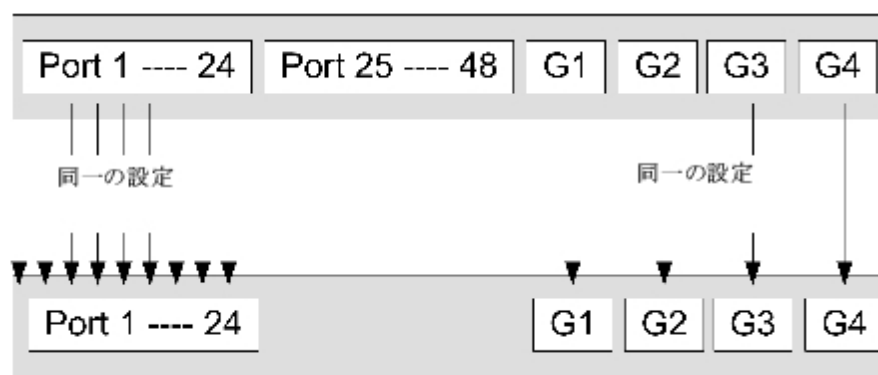 Port 1 ---- 24 Port 25 ---- 48 G1 G2 G3 G4
同一の設定 同一の設定
Port 1 ---- 24 G1 G2 G3 G4